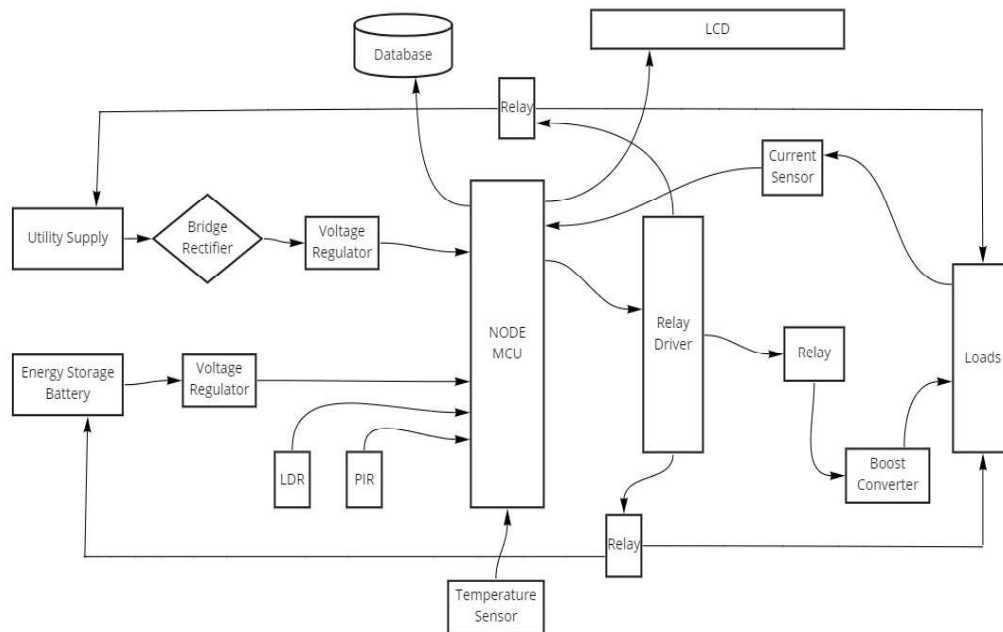 LCD
Database
Relay
Current
Sensor
Utility Supply
Bridge
Rectifier
Voltage
Regulator
NODE
MCU
Relay
Driver
Relay
Loads
Energy Storage
Battery
Voltage
Regulator
LDR
PIR
Boost
Converter
Relay
Temperature
Sensor